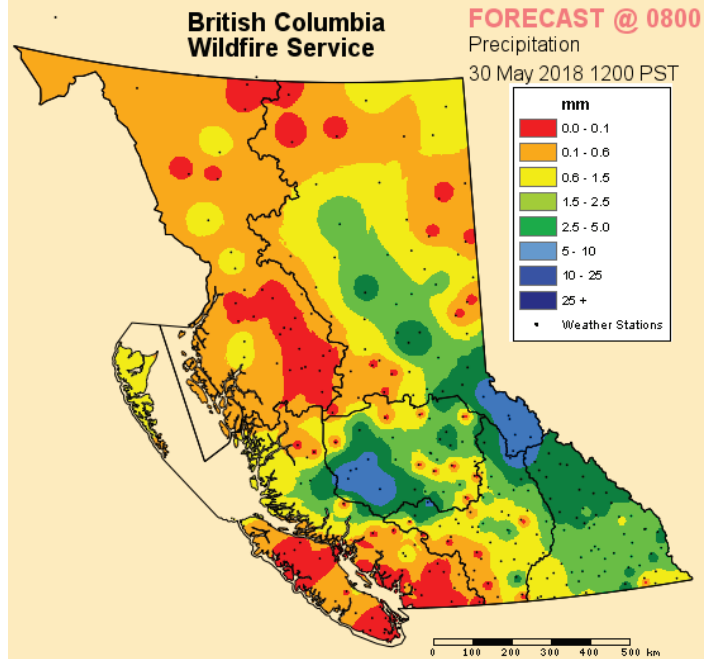 British Columbia
Wildfire Service
FORECAST @ 0800
Precipitation
30 May 2018 1200 PST
mm
0.0 - 0.1
0.1 - 0.6
0.6 - 1.5
1.5 - 2.5
2.5 - 5.0
5 - 10
10 - 25
25 +
Weather Stations
0 100 200 300 400 500 km